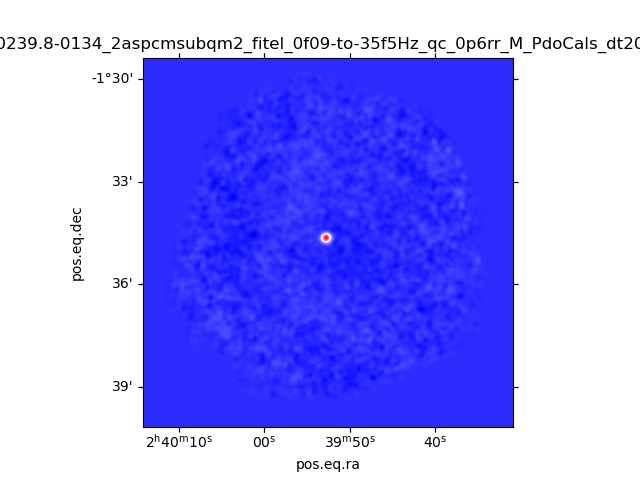 0239.8-0134_2aspcmsubqm2_fitel_0f09-to-35f5Hz_qc_0p6rr_M_PdoCals_dt20
-1°30'
33'
36'
39'
pos.eq.dec
2ʰ40ᵐ10ˢ 00ˢ 39ᵐ50ˢ 40ˢ
pos.eq.ra